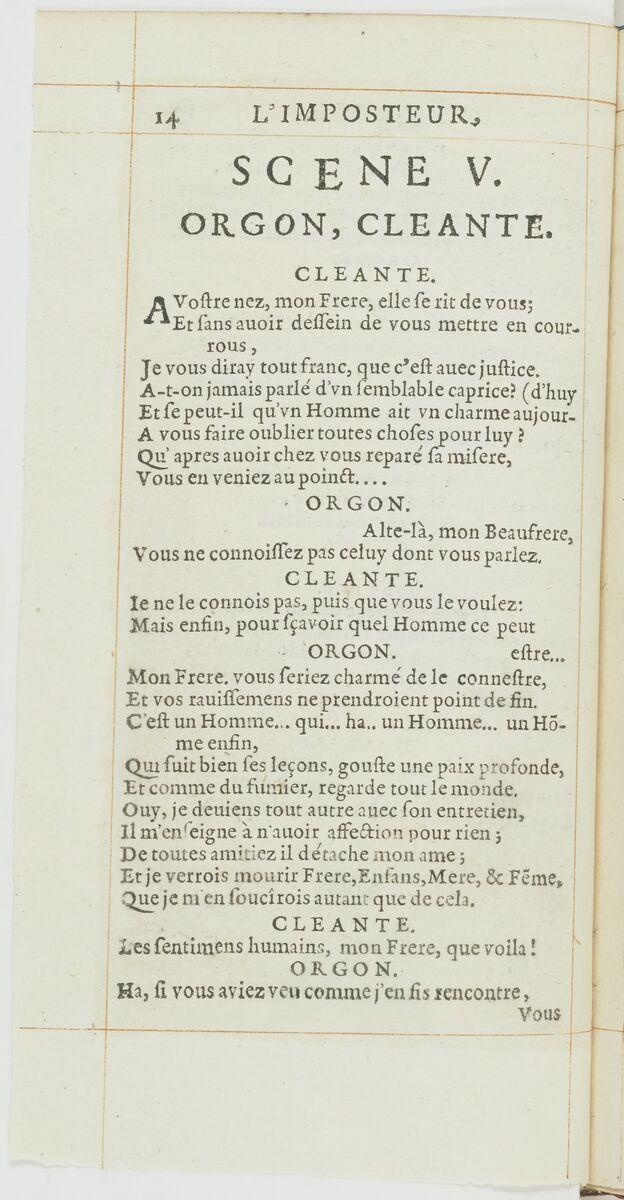 14 L'IMPOSTEUR,
SCENE V.
ORGON, CLEANTE.
CLEANTE.
AVoſtre nez, mon Frere, elle ſe rit de vous;
Et ſans auoir deſſein de vous mettre en cour-
rous,
Je vous diray tout franc, que c'eſt auec juſtice.
A-t-on jamais parlé d'vn ſemblable caprice? (d'huy
Et ſe peut-il qu'vn Homme ait vn charme aujour-
A vous faire oublier toutes choſes pour luy?
Qu'apres auoir chez vous reparé ſa miſere,
Vous en veniez au poinct....
ORGON.
Alte-là, mon Beaufrere,
Vous ne connoiſſez pas celuy dont vous parlez.
CLEANTE.
Ie ne le connois pas, puis que vous le voulez:
Mais enfin, pour ſçavoir quel Homme ce peut
ORGON. eſtre...
Mon Frere. vous ſeriez charmé de le conneſtre,
Et vos rauiſſemens ne prendroient point de fin.
C'eſt un Homme... qui... ha.. un Homme... un Hõ-
me enfin,
Qui ſuit bien ſes leçons, gouſte une paix profonde,
Et comme du fumier, regarde tout le monde.
Ouy, je deuiens tout autre auec ſon entretien,
Il m'enſeigne à n'auoir affection pour rien;
De toutes amitiez il détache mon ame;
Et je verrois mourir Frere, Enfans, Mere, & Fẽme,
Que je m'en ſoucîrois autant que de cela.
CLEANTE.
Les ſentimens humains, mon Frere, que voila!
ORGON.
Ha, ſi vous aviez veu comme j'en fis rencontre,
Vous